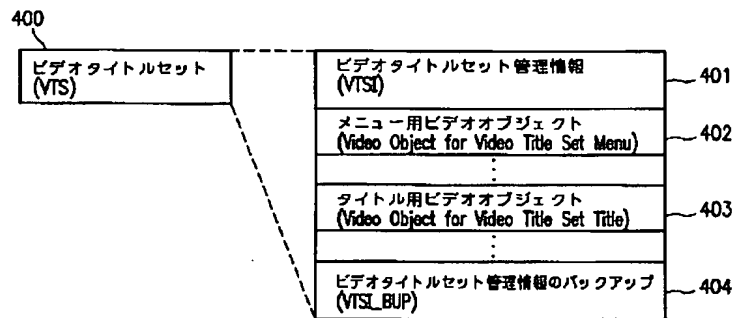 400
ビデオタイトルセット
(VTS)
ビデオタイトルセット管理情報
(VTSI)
401
メニュー用ビデオオブジェクト
(Video Object for Video Title Set Menu)
402
タイトル用ビデオオブジェクト
(Video Object for Video Title Set Title)
403
ビデオタイトルセット管理情報のバックアップ
(VTSI_BUP)
404